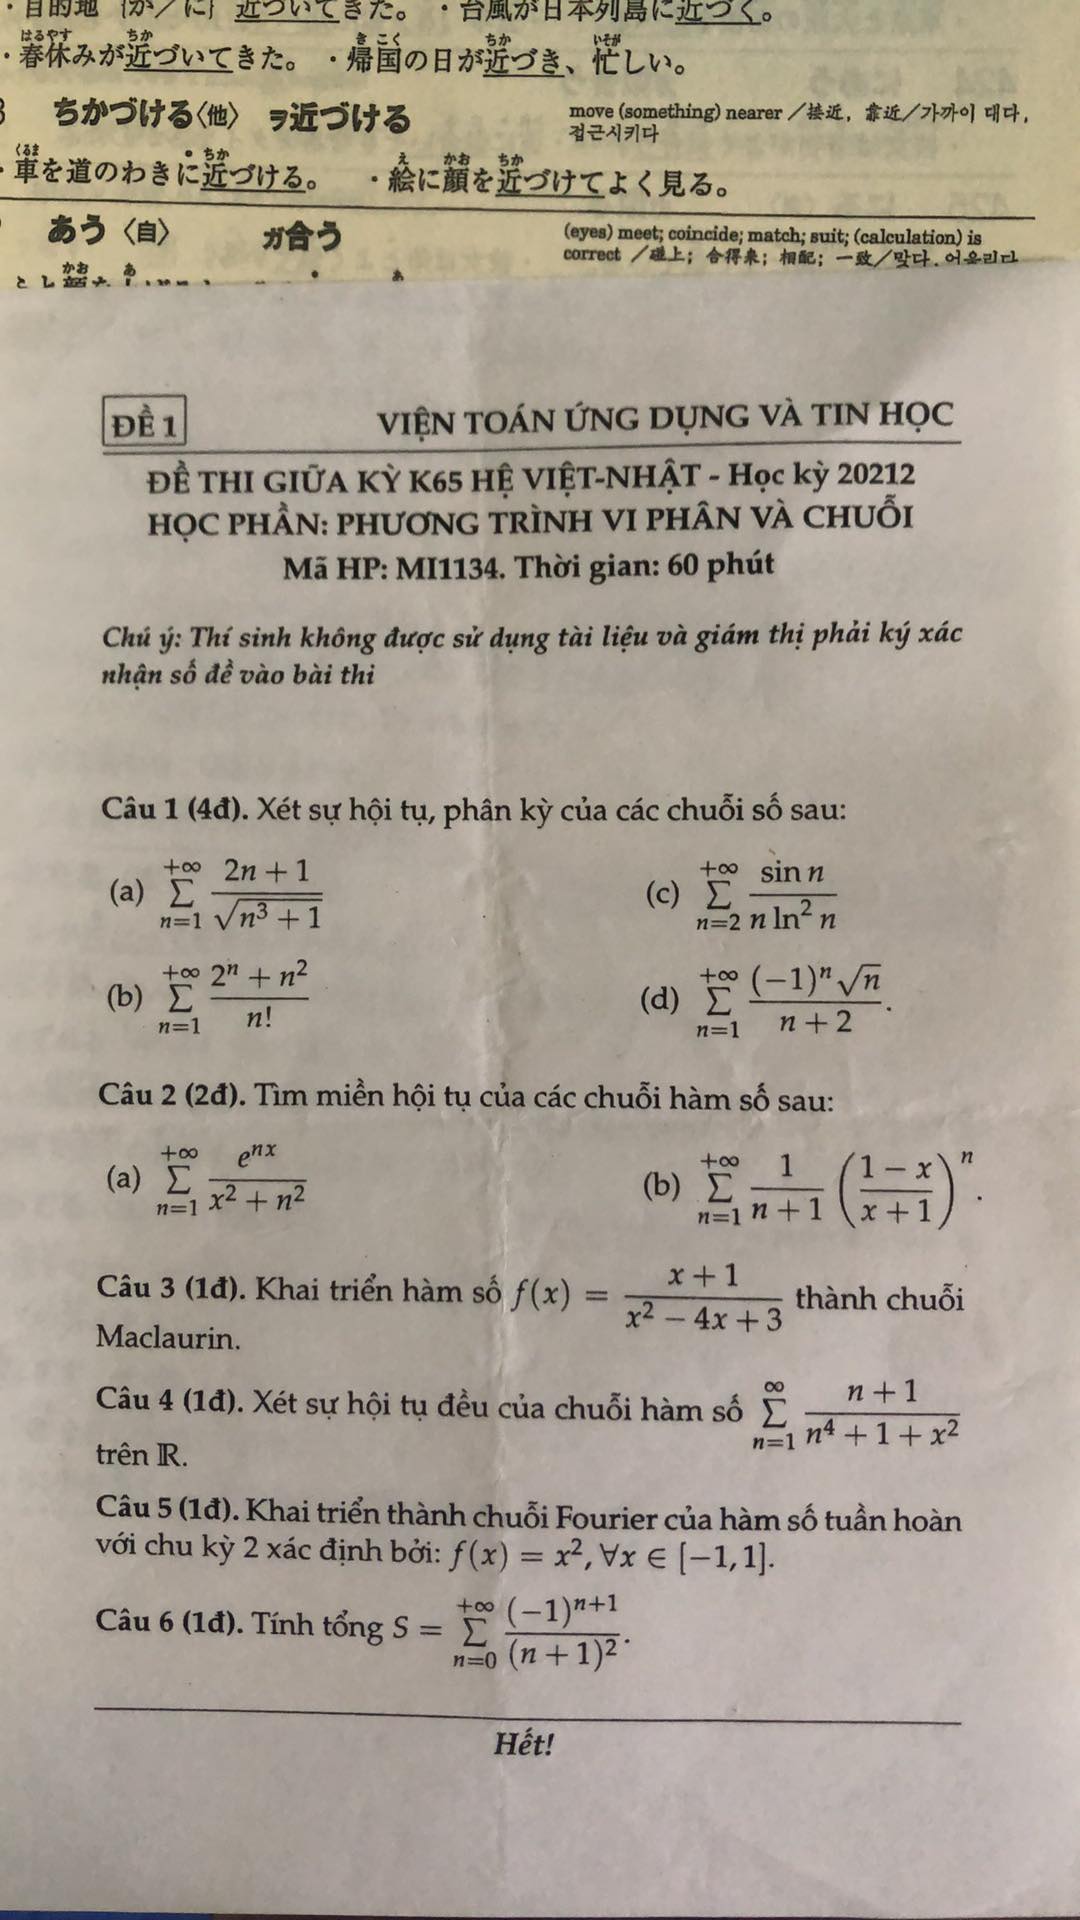 ・目的地{が/に}近づいてきた。 ・台風が日本列島に近づく。
・春休みが近づいてきた。 ・帰国の日が近づき、忙しい。
ちかづける〈他〉 ヲ近づける move (something) nearer／接近，靠近／가까이 대다,
접근시키다
・車を道のわきに近づける。 ・絵に顔を近づけてよく見る。
あう〈自〉 ガ合う (eyes) meet; coincide; match; suit; (calculation) is
correct／碰上；合得来；相配；一致／맞다, 어울리다
ĐỀ 1 VIỆN TOÁN ỨNG DỤNG VÀ TIN HỌC
ĐỀ THI GIỮA KỲ K65 HỆ VIỆT-NHẬT - Học kỳ 20212
HỌC PHẦN: PHƯƠNG TRÌNH VI PHÂN VÀ CHUỖI
Mã HP: MI1134. Thời gian: 60 phút
Chú ý: Thí sinh không được sử dụng tài liệu và giám thị phải ký xác
nhận số đề vào bài thi
Câu 1 (4đ). Xét sự hội tụ, phân kỳ của các chuỗi số sau:
(a) $\sum_{n=1}^{+\infty} \frac{2n+1}{\sqrt{n^3+1}}$ (c) $\sum_{n=2}^{+\infty} \frac{\sin n}{n \ln^2 n}$
(b) $\sum_{n=1}^{+\infty} \frac{2^n+n^2}{n!}$ (d) $\sum_{n=1}^{+\infty} \frac{(-1)^n \sqrt{n}}{n+2}$.
Câu 2 (2đ). Tìm miền hội tụ của các chuỗi hàm số sau:
(a) $\sum_{n=1}^{+\infty} \frac{e^{nx}}{x^2+n^2}$ (b) $\sum_{n=1}^{+\infty} \frac{1}{n+1} \left(\frac{1-x}{x+1}\right)^n$.
Câu 3 (1đ). Khai triển hàm số $f(x) = \frac{x+1}{x^2-4x+3}$ thành chuỗi
Maclaurin.
Câu 4 (1đ). Xét sự hội tụ đều của chuỗi hàm số $\sum_{n=1}^{\infty} \frac{n+1}{n^4+1+x^2}$
trên ℝ.
Câu 5 (1đ). Khai triển thành chuỗi Fourier của hàm số tuần hoàn
với chu kỳ 2 xác định bởi: $f(x) = x^2, \forall x \in [-1,1]$.
Câu 6 (1đ). Tính tổng $S = \sum_{n=0}^{+\infty} \frac{(-1)^{n+1}}{(n+1)^2}$.
Hết!